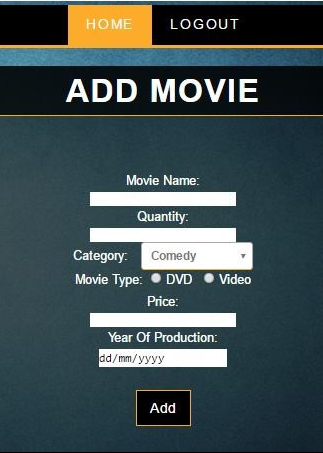 HOME LOGOUT
ADD MOVIE
Movie Name:
Quantity:
Category: Comedy
Movie Type: DVD Video
Price:
Year Of Production:
dd/mm/yyyy
Add